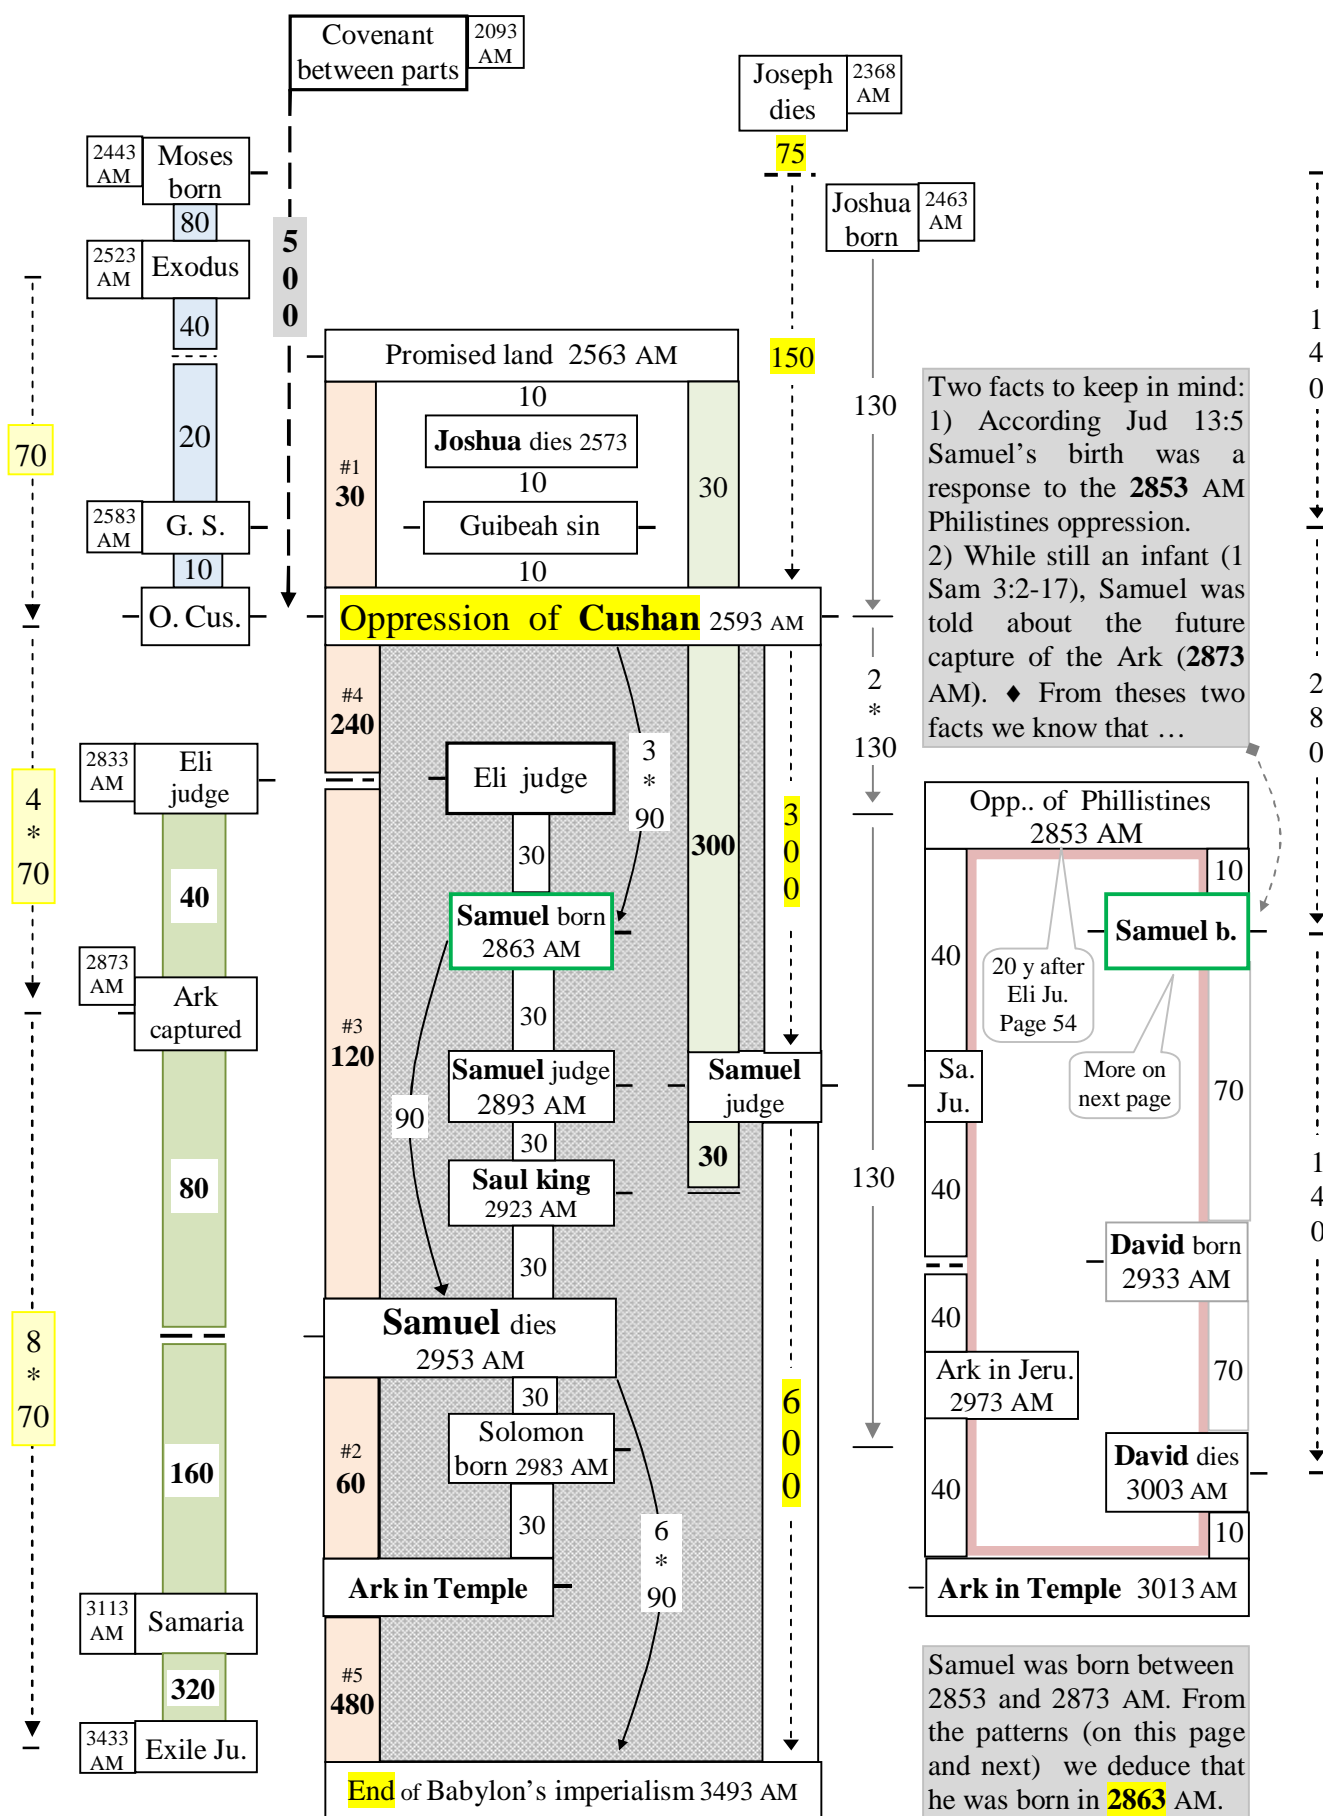 Covenant
between parts
2093
AM
Joseph
dies
2368
AM
75
2443
AM
Moses
born
80
2523
AM
Exodus
40
20
2583
AM
G. S.
10
O. Cus.
70
5
0
0
Joshua
born
2463
AM
150
130
1
4
0
Promised land 2563 AM
10
Joshua dies 2573
10
Guibeah sin
10
#1
30
30
Oppression of Cushan 2593 AM
Two facts to keep in mind:
1) According Jud 13:5
Samuel’s birth was a
response to the 2853 AM
Philistines oppression.
2) While still an infant (1
Sam 3:2-17), Samuel was
told about the future
capture of the Ark (2873
AM). ♦ From theses two
facts we know that …
2
*
130
2
8
0
#4
240
3
*
90
2833
AM
Eli
judge
4
*
70
40
Eli judge
30
300
3
0
0
Samuel born
2863 AM
2873
AM
Ark
captured
#3
120
30
90
Samuel judge
2893 AM
Samuel
judge
30
30
Saul king
2923 AM
30
80
130
Opp.. of Phillistines
2853 AM
10
40
Samuel b.
20 y after
Eli Ju.
Page 54
More on
next page
Sa.
Ju.
70
40
David born
2933 AM
40
70
Ark in Jeru.
2973 AM
40
David dies
3003 AM
10
Ark in Temple 3013 AM
1
4
0
Samuel dies
2953 AM
8
*
70
30
6
0
0
Solomon
born 2983 AM
#2
60
160
30
6
*
90
Ark in Temple
3113
AM
Samaria
#5
480
320
3433
AM
Exile Ju.
End of Babylon’s imperialism 3493 AM
Samuel was born between
2853 and 2873 AM. From
the patterns (on this page
and next) we deduce that
he was born in 2863 AM.